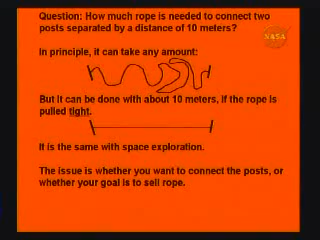 Question: How much rope is needed to connect two
posts separated by a distance of 10 meters?
NASA
In principle, it can take any amount:
But it can be done with about 10 meters, if the rope is
pulled tight.
It is the same with space exploration.
The issue is whether you want to connect the posts, or
whether your goal is to sell rope.